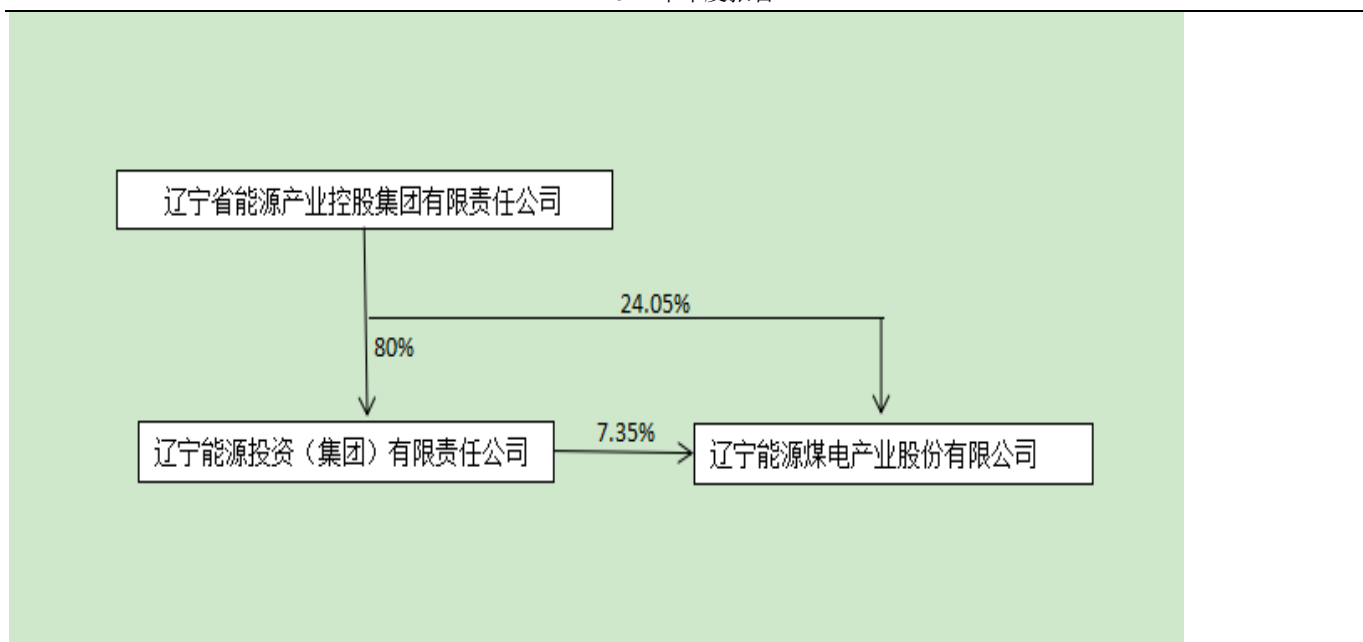 辽宁省能源产业控股集团有限责任公司
24.05%
80%
7.35%
辽宁能源投资（集团）有限责任公司
辽宁能源煤电产业股份有限公司